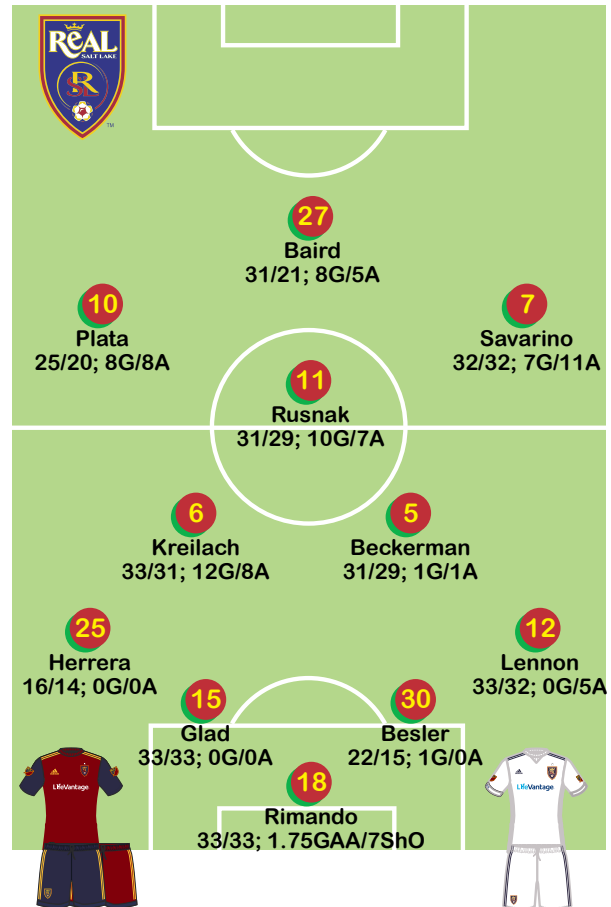 REAL
SALT LAKE
RSL
TM
27
Baird
31/21; 8G/5A
10
Plata
25/20; 8G/8A
7
Savarino
32/32; 7G/11A
11
Rusnak
31/29; 10G/7A
6
Kreilach
33/31; 12G/8A
5
Beckerman
31/29; 1G/1A
25
Herrera
16/14; 0G/0A
12
Lennon
33/32; 0G/5A
15
Glad
33/33; 0G/0A
30
Besler
22/15; 1G/0A
18
Rimando
33/33; 1.75GAA/7ShO
LifeVantage
LifeVantage